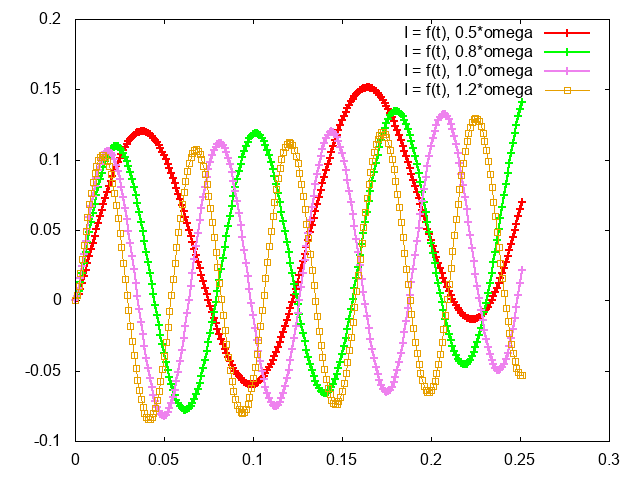 0.2
0.15
0.1
0.05
0
-0.05
-0.1
I = f(t), 0.5*omega
I = f(t), 0.8*omega
I = f(t), 1.0*omega
I = f(t), 1.2*omega
0 0.05 0.1 0.15 0.2 0.25 0.3